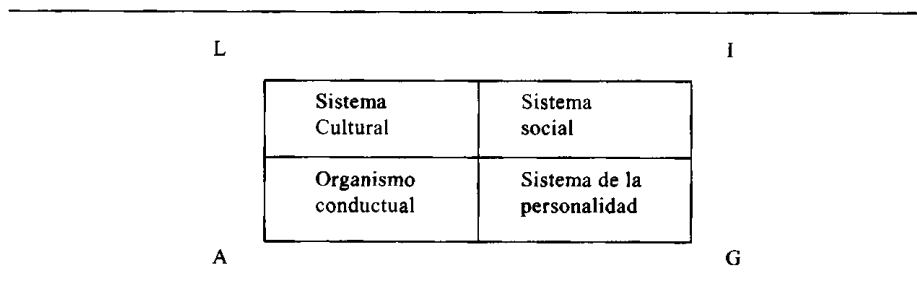 L I
Sistema Sistema
Cultural social
Organismo Sistema de la
conductual personalidad
A G